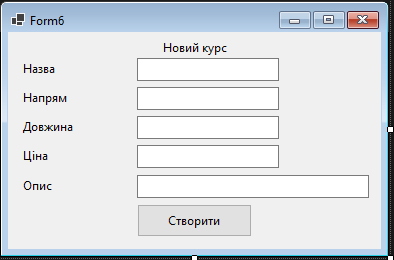 Form6
Новий курс
Назва
Напрям
Довжина
Ціна
Опис
Створити